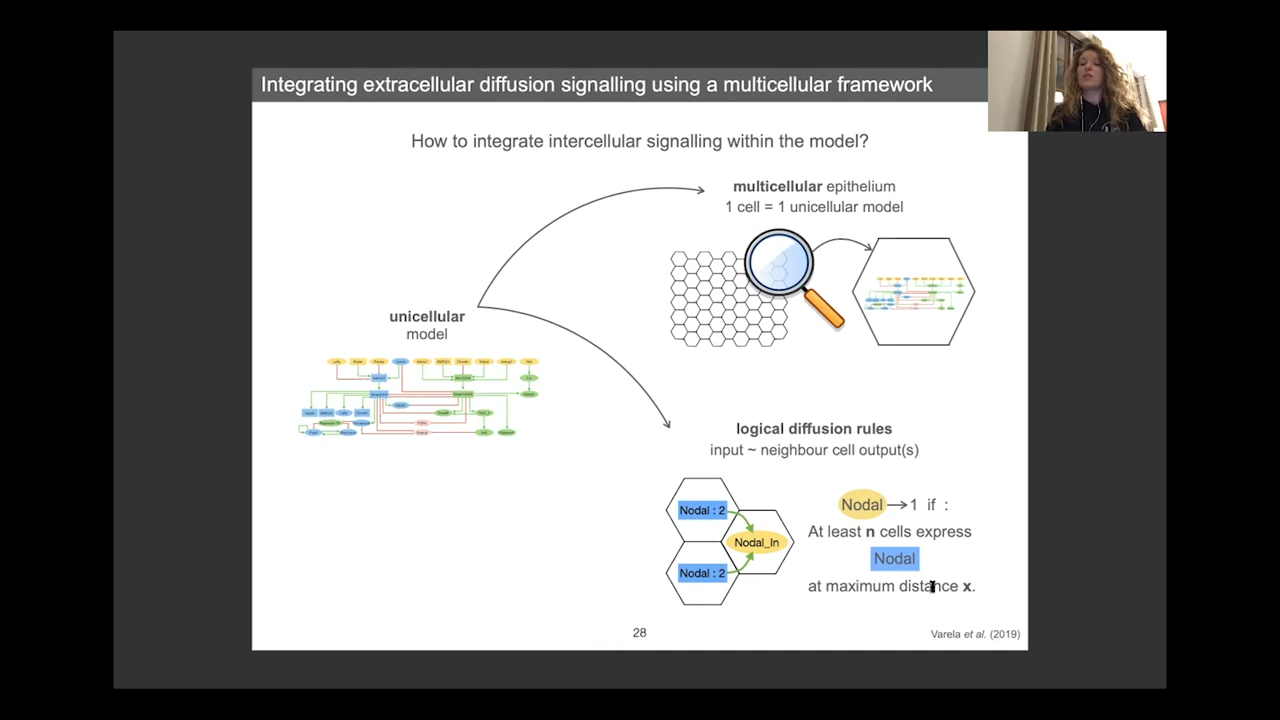 Integrating extracellular diffusion signalling using a multicellular framework
How to integrate intercellular signalling within the model?
multicellular epithelium
1 cell = 1 unicellular model
unicellular
model
logical diffusion rules
input ~ neighbour cell output(s)
Nodal : 2
Nodal_In
Nodal : 2
Nodal → 1 if :
At least n cells express
Nodal
at maximum distance x.
28
Varela et al. (2019)